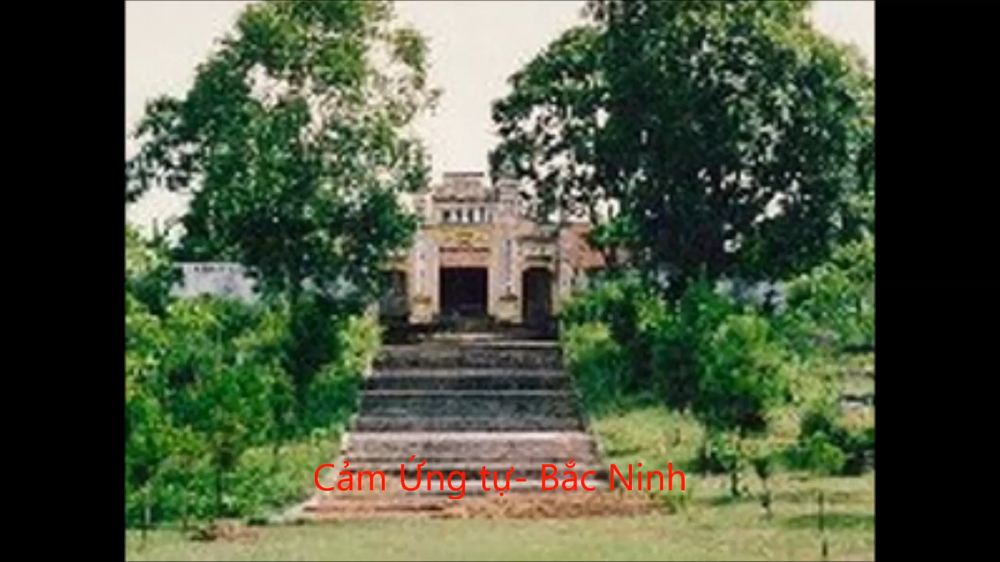 Cảm Ứng tự- Bắc Ninh